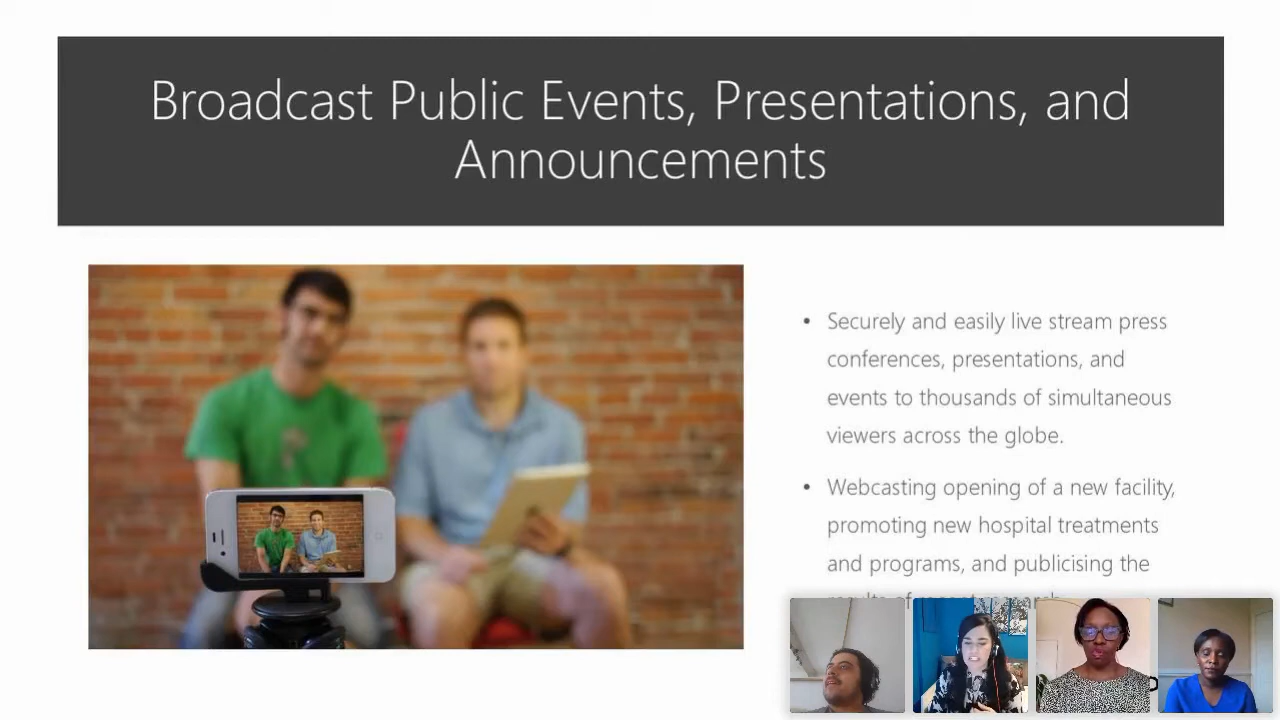 Broadcast Public Events, Presentations, and
Announcements
• Securely and easily live stream press
conferences, presentations, and
events to thousands of simultaneous
viewers across the globe.
• Webcasting opening of a new facility,
promoting new hospital treatments
and programs, and publicising the
results of